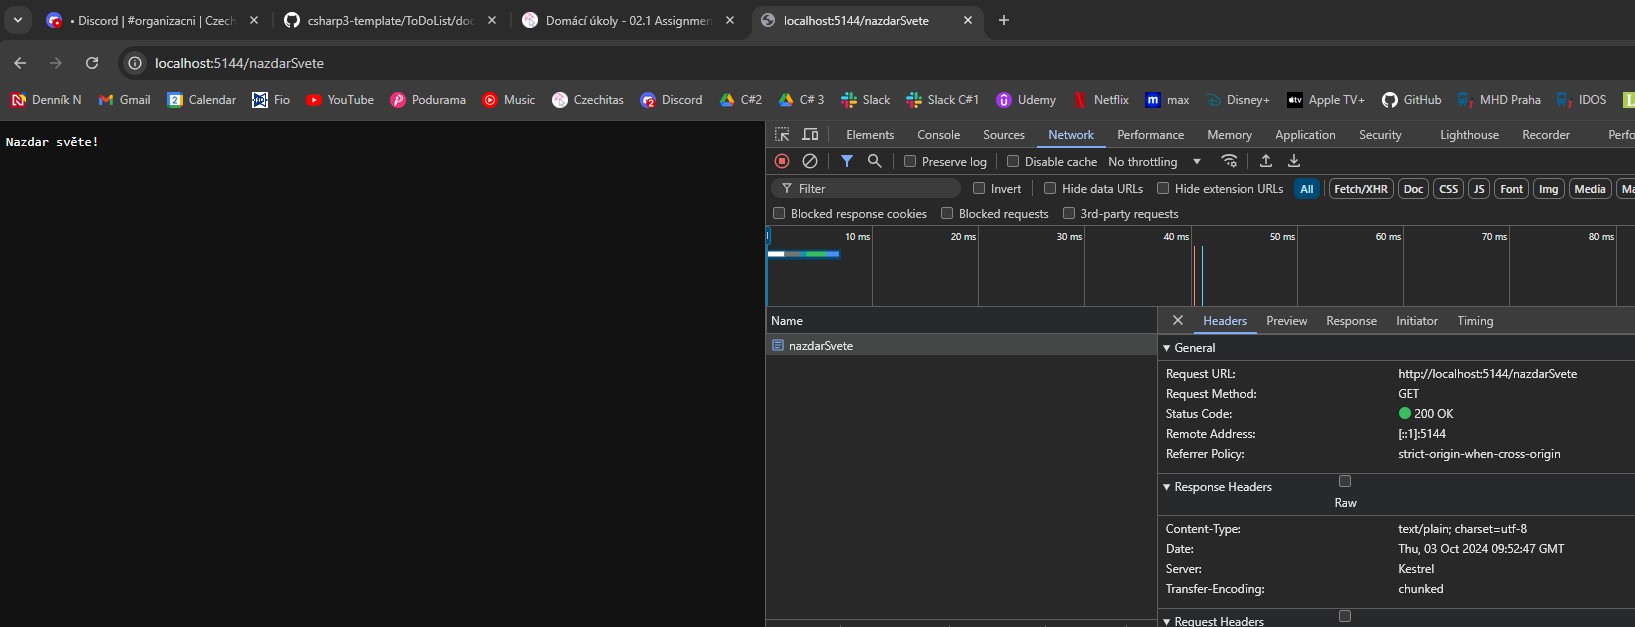 • Discord | #organizacni | Czech
csharp3-template/ToDoList/doc
Domácí úkoly - 02.1 Assignmen
localhost:5144/nazdarSvete
localhost:5144/nazdarSvete
Denník N Gmail Calendar Fio YouTube Podurama Music Czechitas Discord C#2 C# 3 Slack Slack C#1 Udemy Netflix max Disney+ Apple TV+ GitHub MHD Praha IDOS
Nazdar světe!
Elements Console Sources Network Performance Memory Application Security Lighthouse Recorder Perfo
Preserve log Disable cache No throttling
Filter Invert Hide data URLs Hide extension URLs All Fetch/XHR Doc CSS JS Font Img Media Ma
Blocked response cookies Blocked requests 3rd-party requests
10 ms 20 ms 30 ms 40 ms 50 ms 60 ms 70 ms 80 ms
Name
nazdarSvete
Headers Preview Response Initiator Timing
General
Request URL: http://localhost:5144/nazdarSvete
Request Method: GET
Status Code: 200 OK
Remote Address: [::1]:5144
Referrer Policy: strict-origin-when-cross-origin
Response Headers
Raw
Content-Type: text/plain; charset=utf-8
Date: Thu, 03 Oct 2024 09:52:47 GMT
Server: Kestrel
Transfer-Encoding: chunked
Request Headers